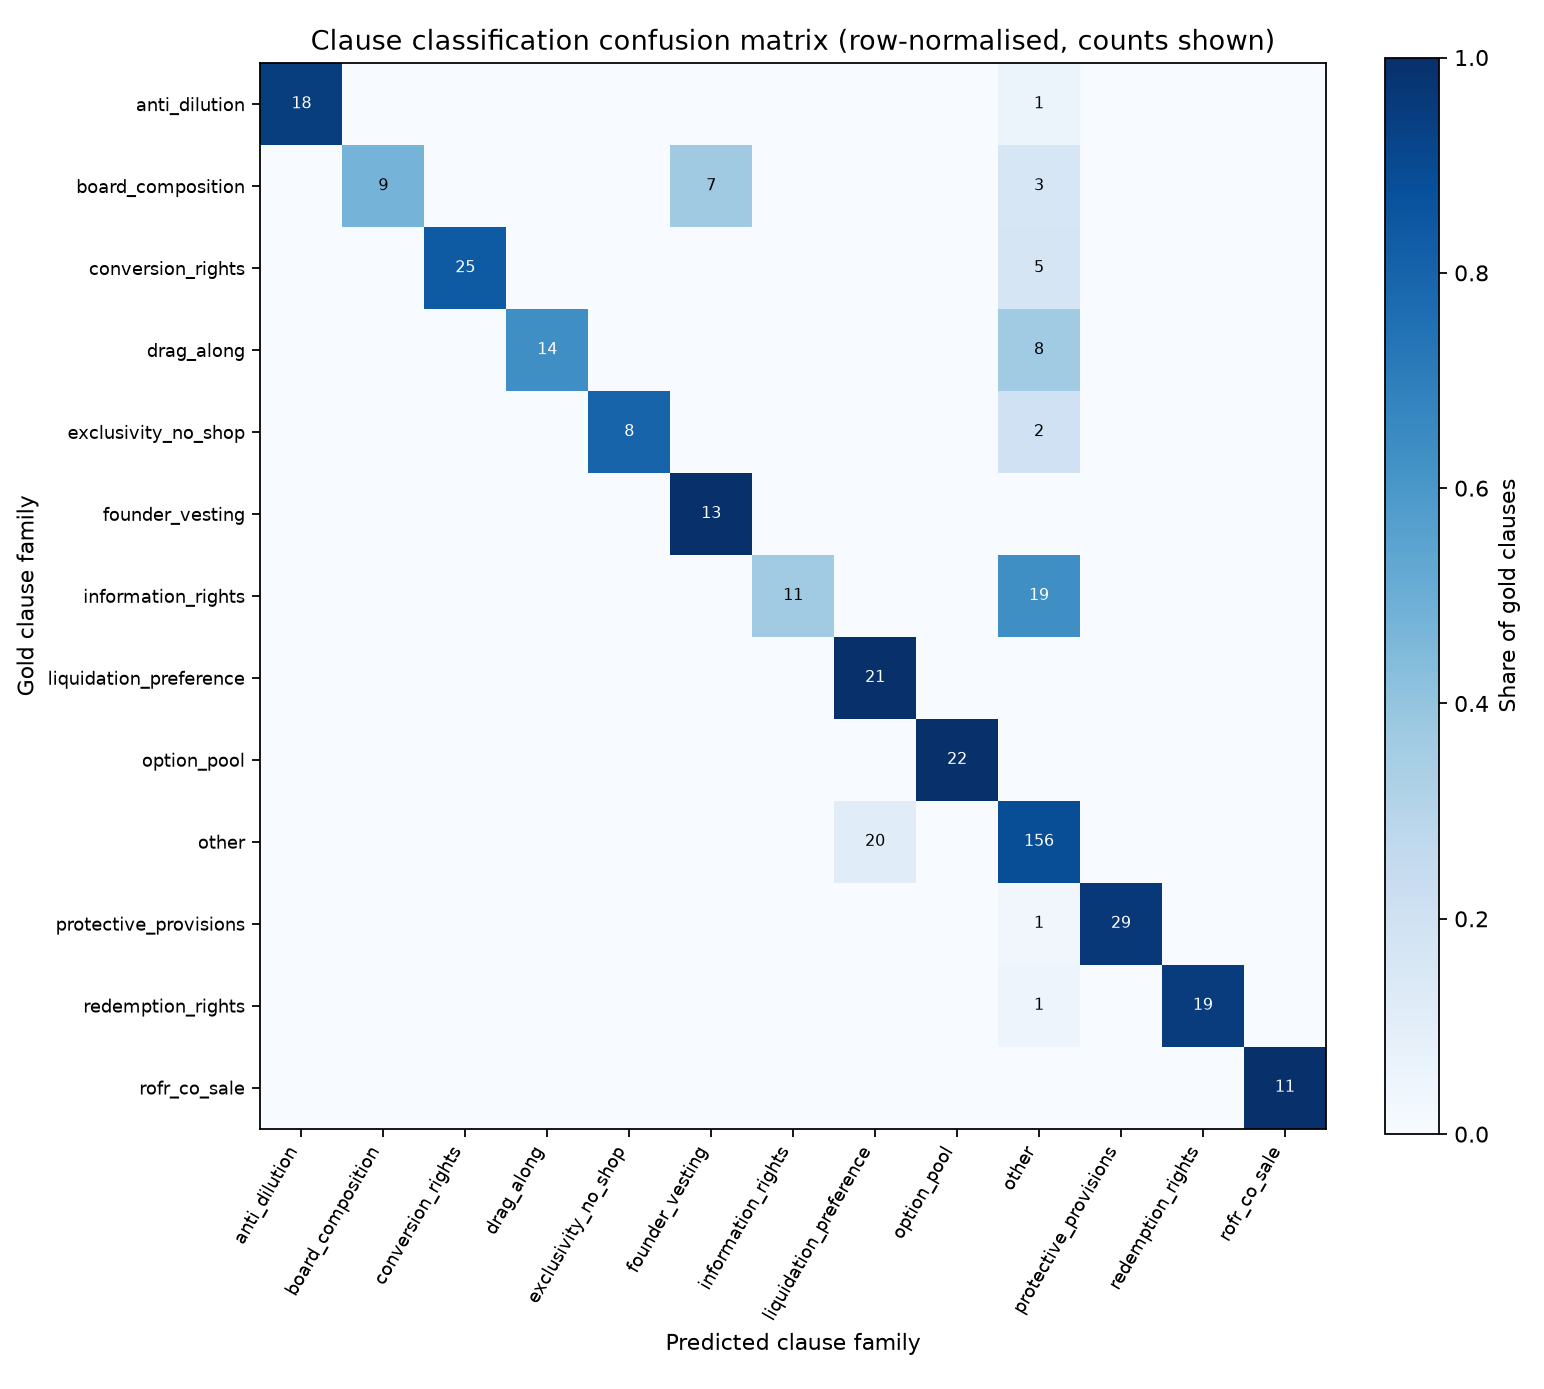 Clause classification confusion matrix (row-normalised, counts shown)
Gold clause family
anti_dilution 18 1
board_composition 9 7 3
conversion_rights 25 5
drag_along 14 8
exclusivity_no_shop 8 2
founder_vesting 13
information_rights 11 19
liquidation_preference 21
option_pool 22
other 20 156
protective_provisions 1 29
redemption_rights 1 19
rofr_co_sale 11
anti_dilution
board_composition
conversion_rights
drag_along
exclusivity_no_shop
founder_vesting
information_rights
liquidation_preference
option_pool
other
protective_provisions
redemption_rights
rofr_co_sale
Predicted clause family
1.0
0.8
0.6
0.4
0.2
0.0
Share of gold clauses